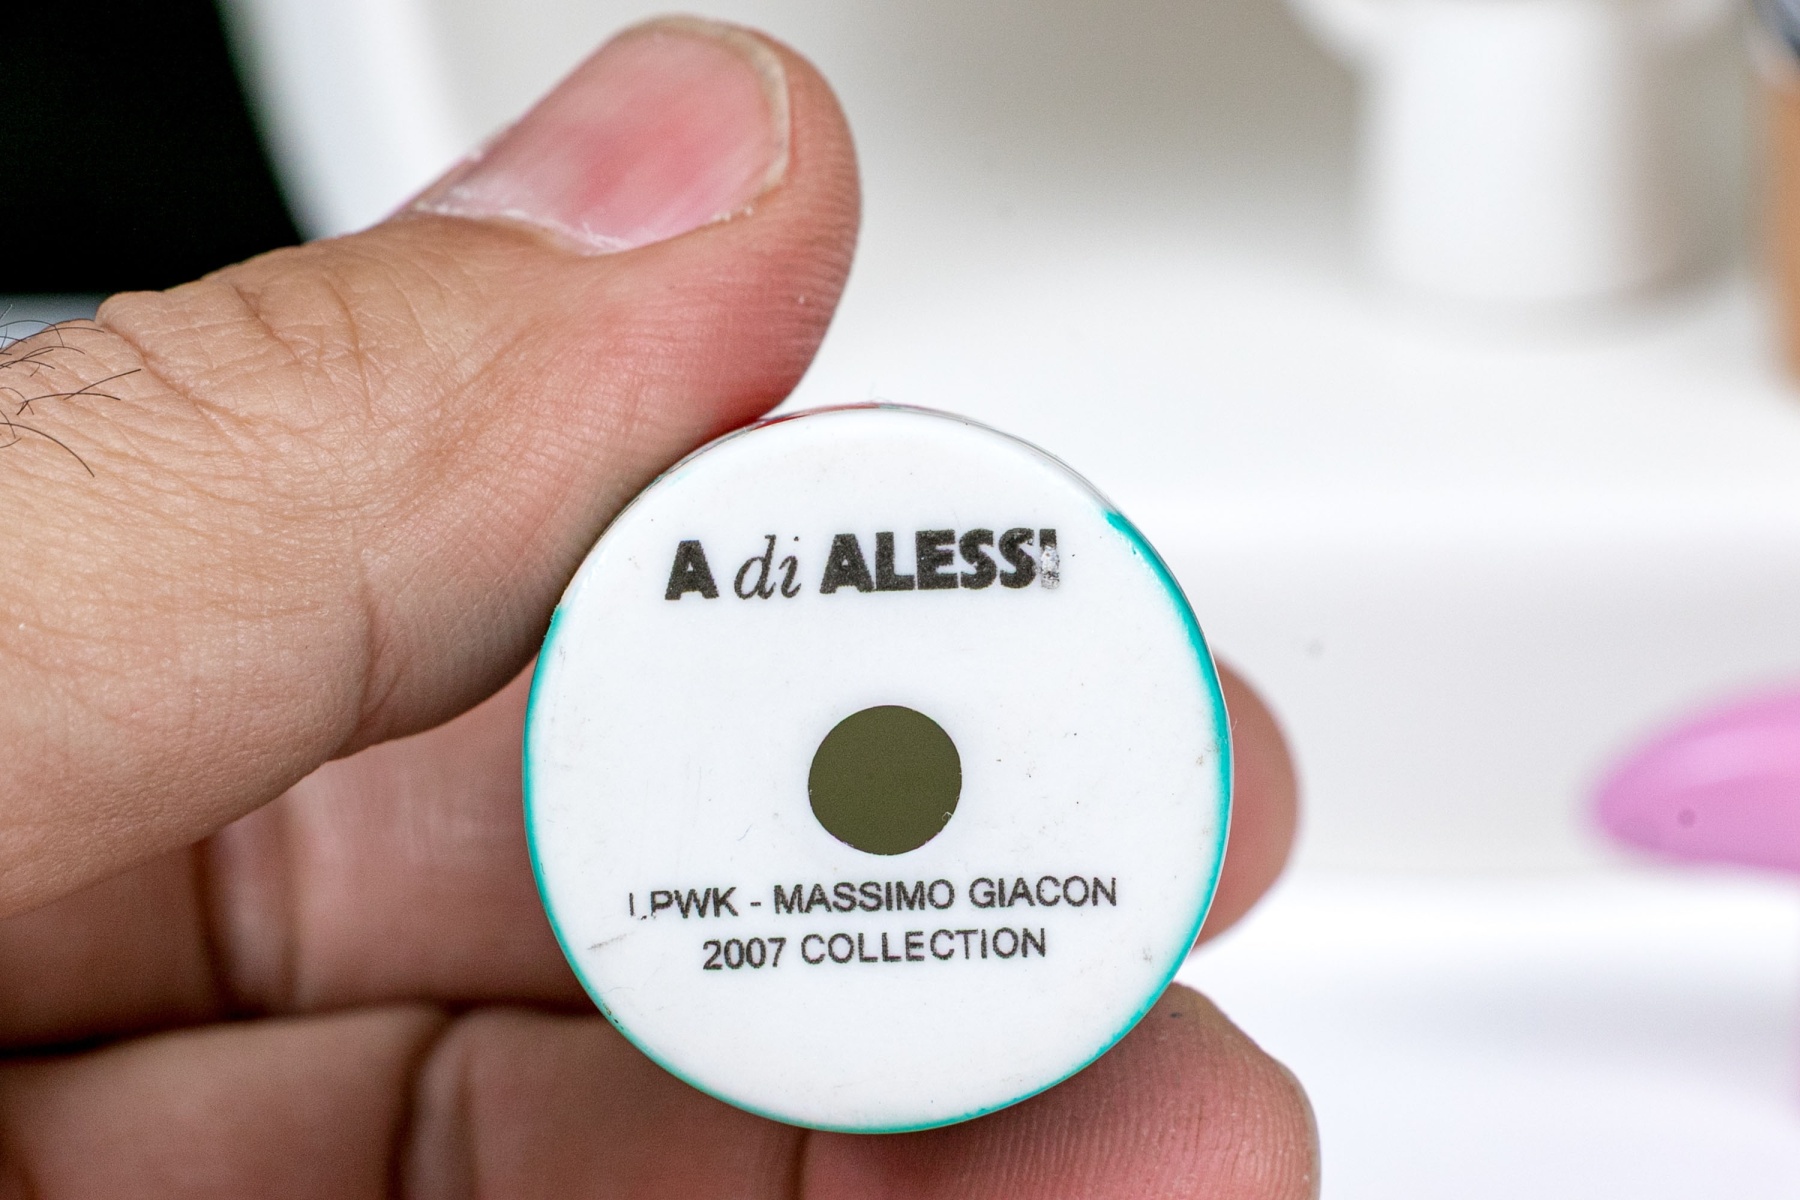 A di ALESSI
LPWK - MASSIMO GIACON
2007 COLLECTION